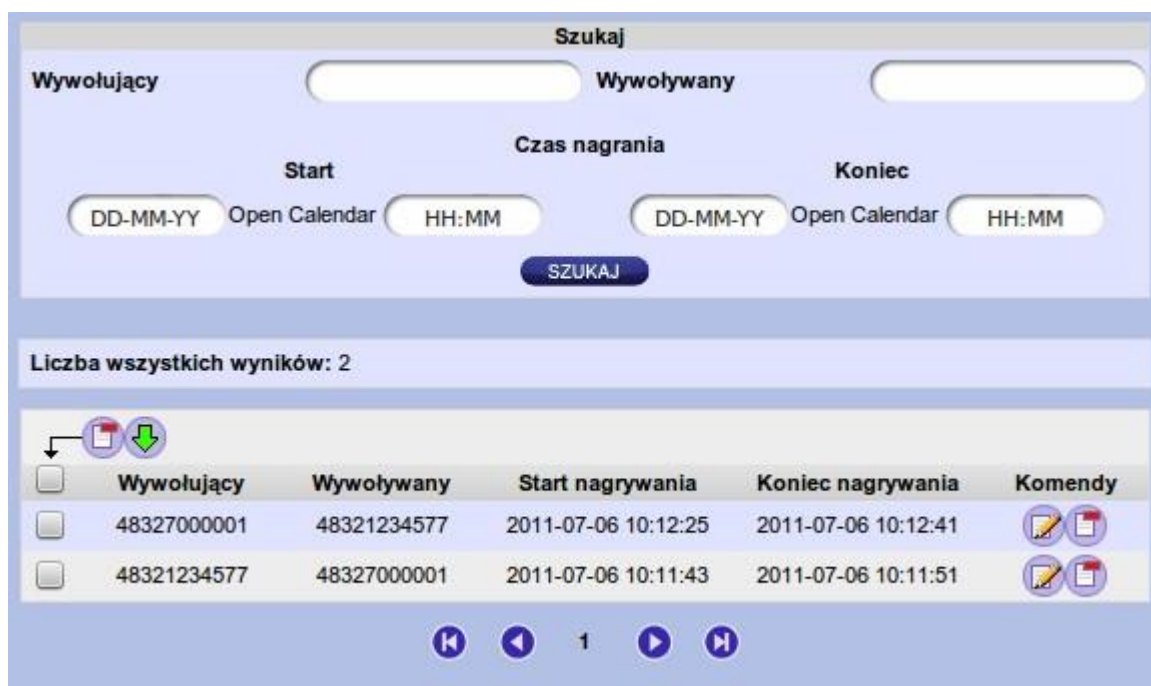 Szukaj
Wywołujący Wywoływany
Czas nagrania
Start Koniec
DD-MM-YY Open Calendar HH:MM DD-MM-YY Open Calendar HH:MM
SZUKAJ
Liczba wszystkich wyników: 2
Wywołujący Wywoływany Start nagrywania Koniec nagrywania Komendy
48327000001 48321234577 2011-07-06 10:12:25 2011-07-06 10:12:41
48321234577 48327000001 2011-07-06 10:11:43 2011-07-06 10:11:51
1